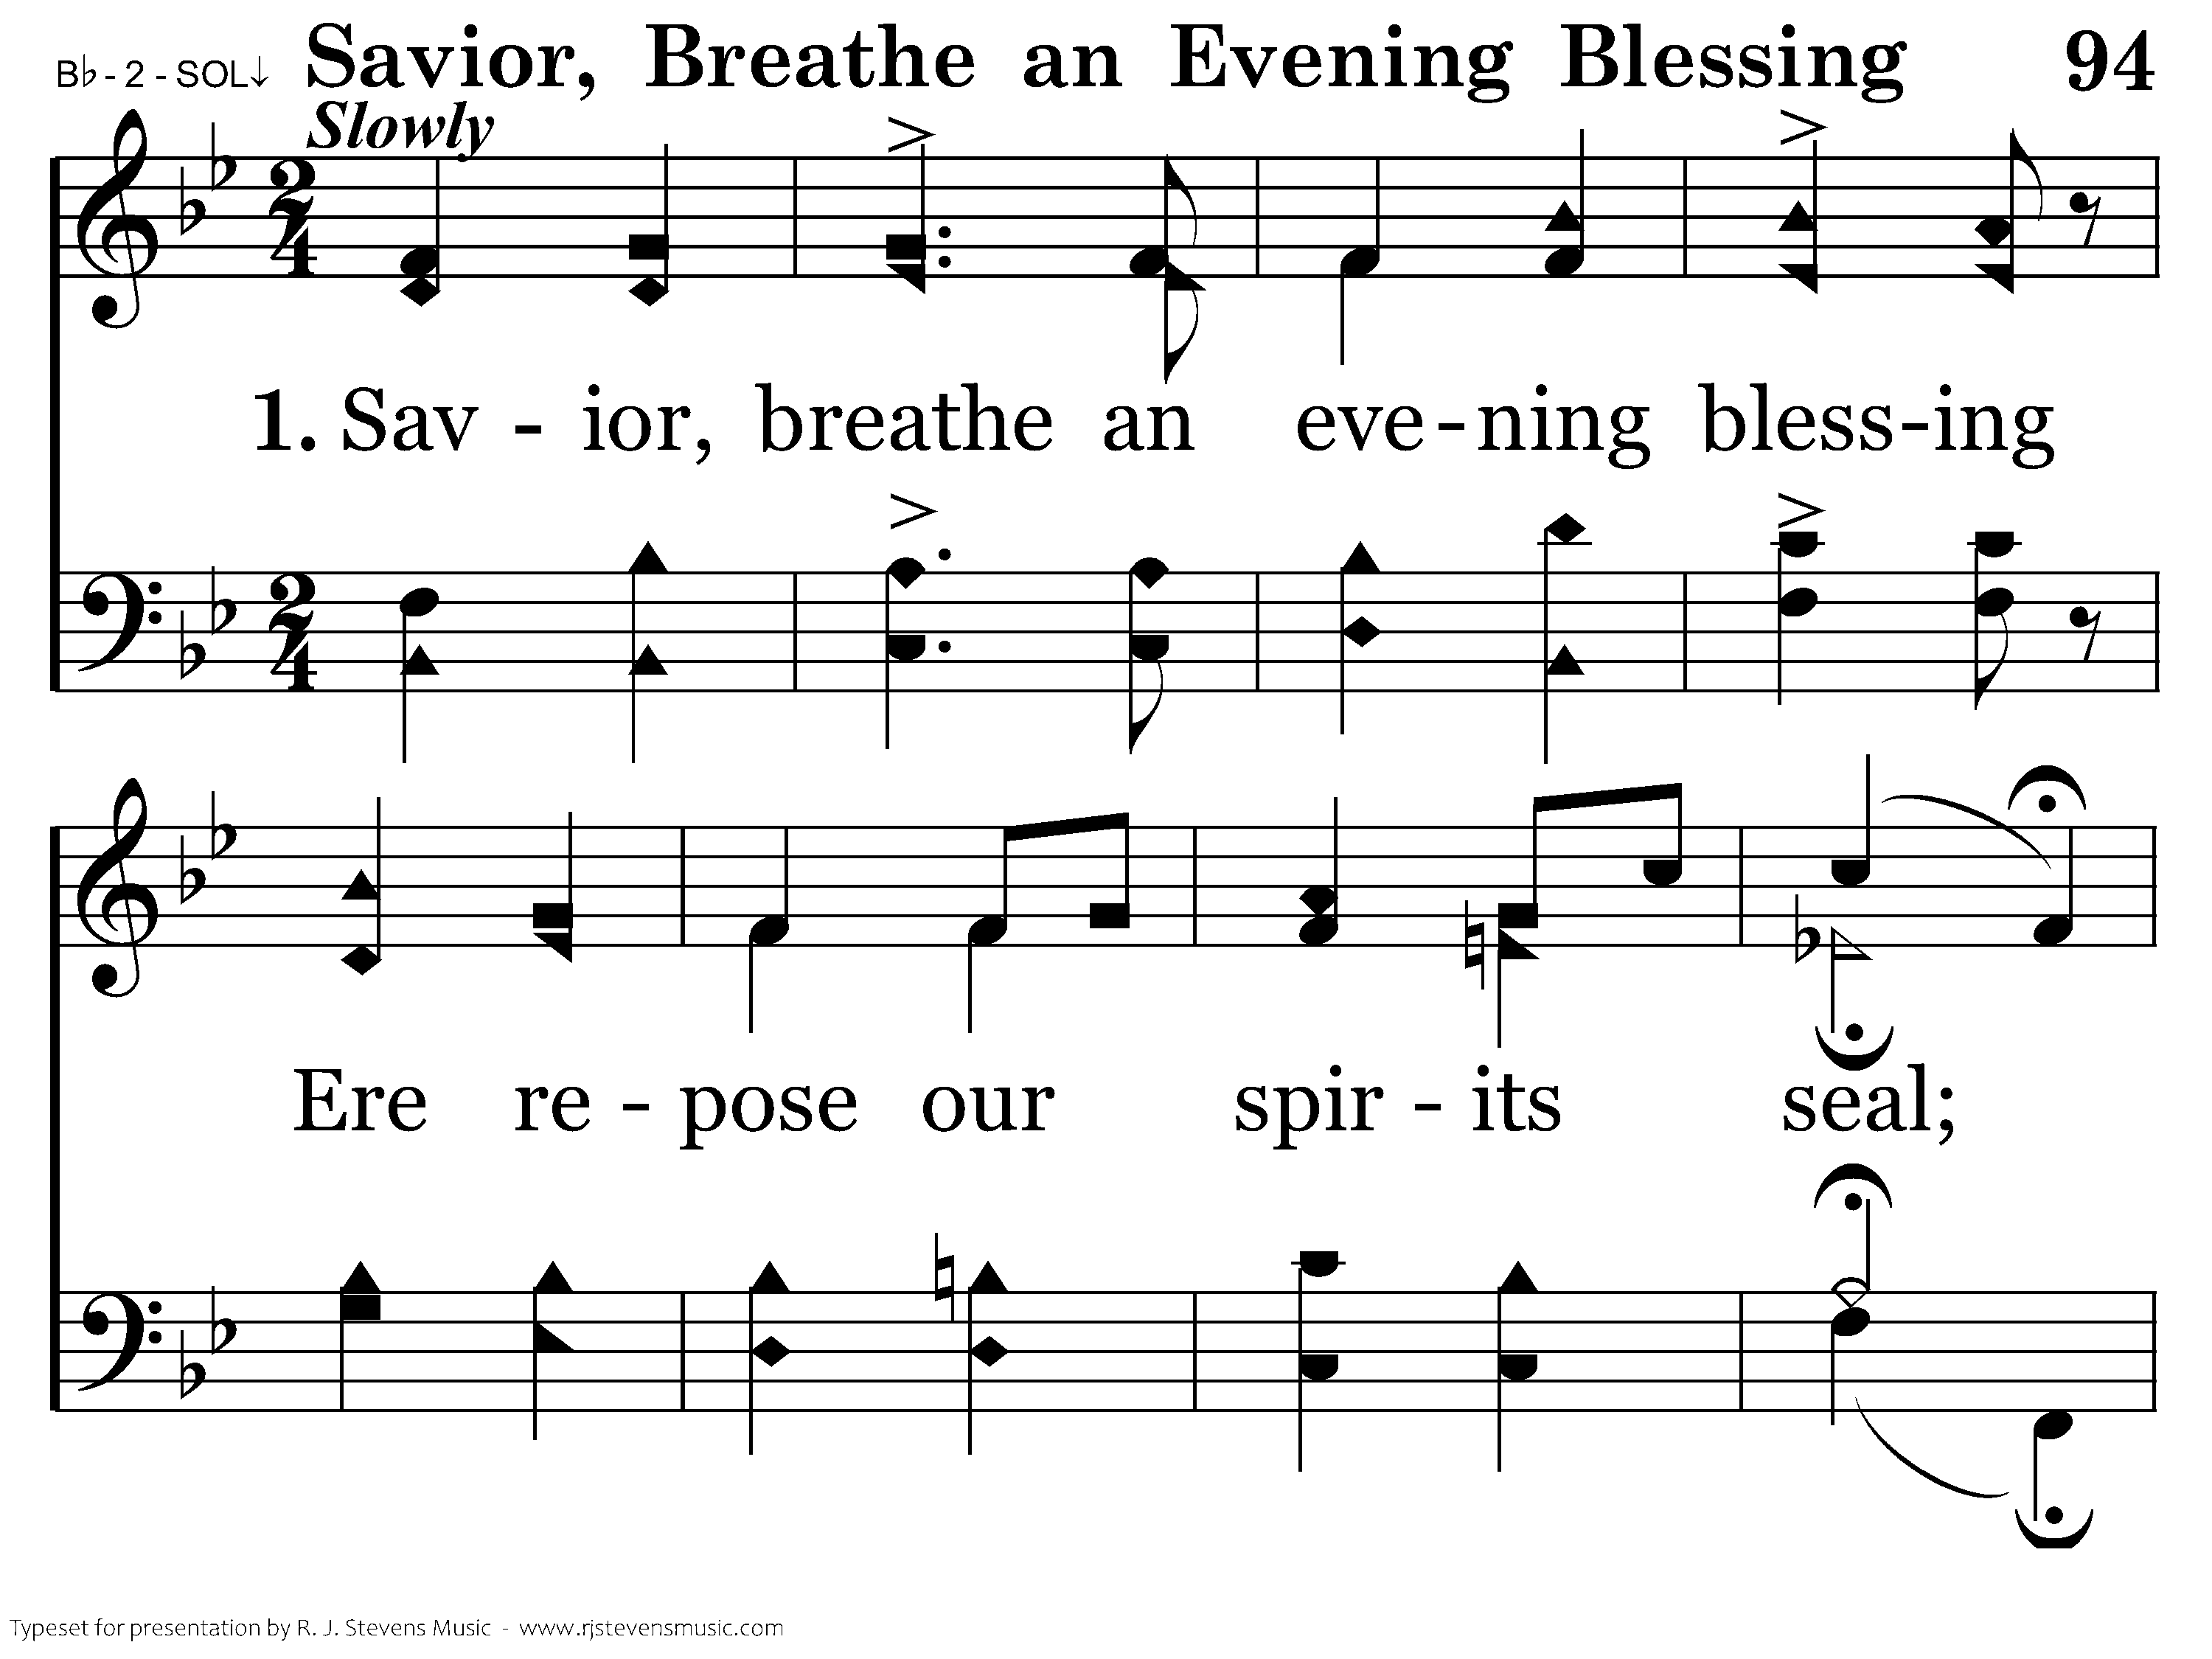 B♭ - 2 - SOL↓ Savior, Breathe an Evening Blessing 94
Slowly
1. Sav - ior, breathe an eve - ning bless-ing
Ere re - pose our spir - its seal;
Typeset for presentation by R. J. Stevens Music - www.rjstevensmusic.com